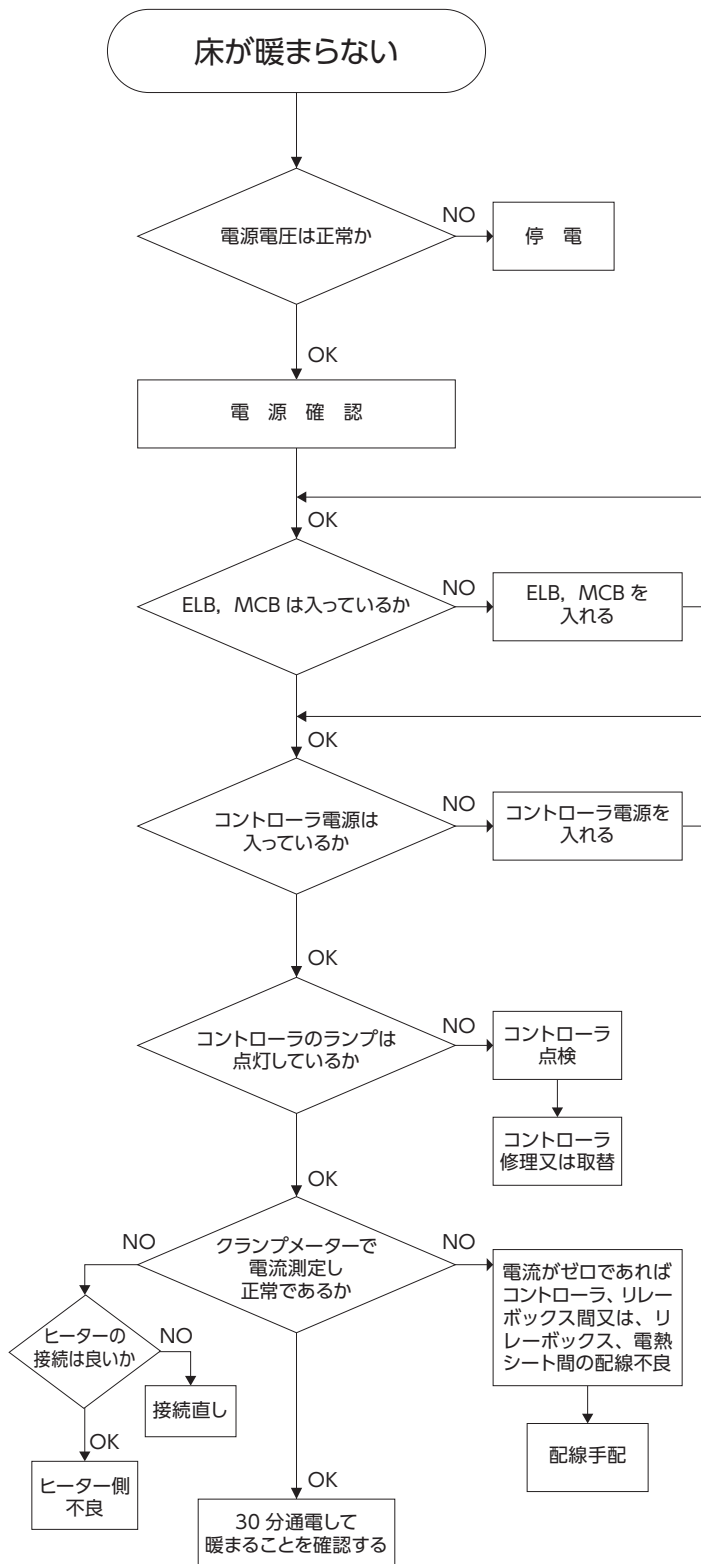 床が暖まらない
電源電圧は正常か
NO
停　電
OK
電　源　確　認
OK
ELB，MCB は入っているか
NO
ELB，MCB を
入れる
OK
コントローラ電源は
入っているか
NO
コントローラ電源を
入れる
OK
コントローラのランプは
点灯しているか
NO
コントローラ
点検
コントローラ
修理又は取替
OK
NO
クランプメーターで
電流測定し
正常であるか
NO
電流がゼロであれば
コントローラ、リレー
ボックス間又は、リ
レーボックス、電熱
シート間の配線不良
ヒーターの
接続は良いか
NO
接続直し
配線手配
OK
ヒーター側
不良
OK
30 分通電して
暖まることを確認する